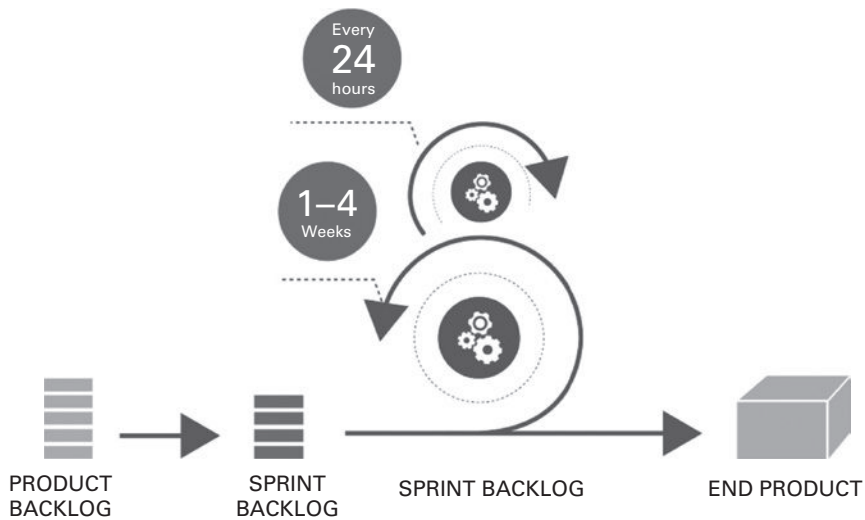 Every
24
hours
1–4
Weeks
PRODUCT
BACKLOG
SPRINT
BACKLOG
SPRINT BACKLOG
END PRODUCT